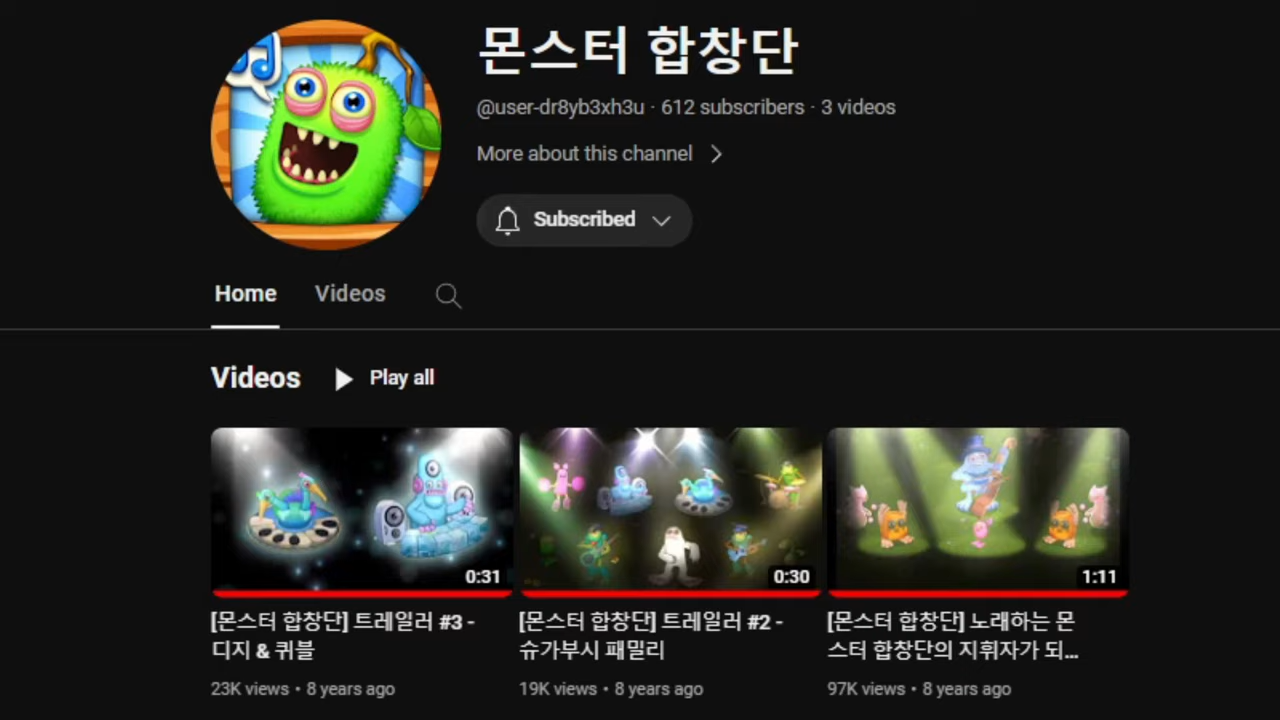 몬스터 합창단
@user-dr8yb3xh3u · 612 subscribers · 3 videos
More about this channel
Subscribed
Home Videos
Videos Play all
0:31 0:30 1:11
[몬스터 합창단] 트레일러 #3 -
디지 & 퀴블
23K views • 8 years ago
[몬스터 합창단] 트레일러 #2 -
슈가부시 패밀리
19K views • 8 years ago
[몬스터 합창단] 노래하는 몬
스터 합창단의 지휘자가 되...
97K views • 8 years ago